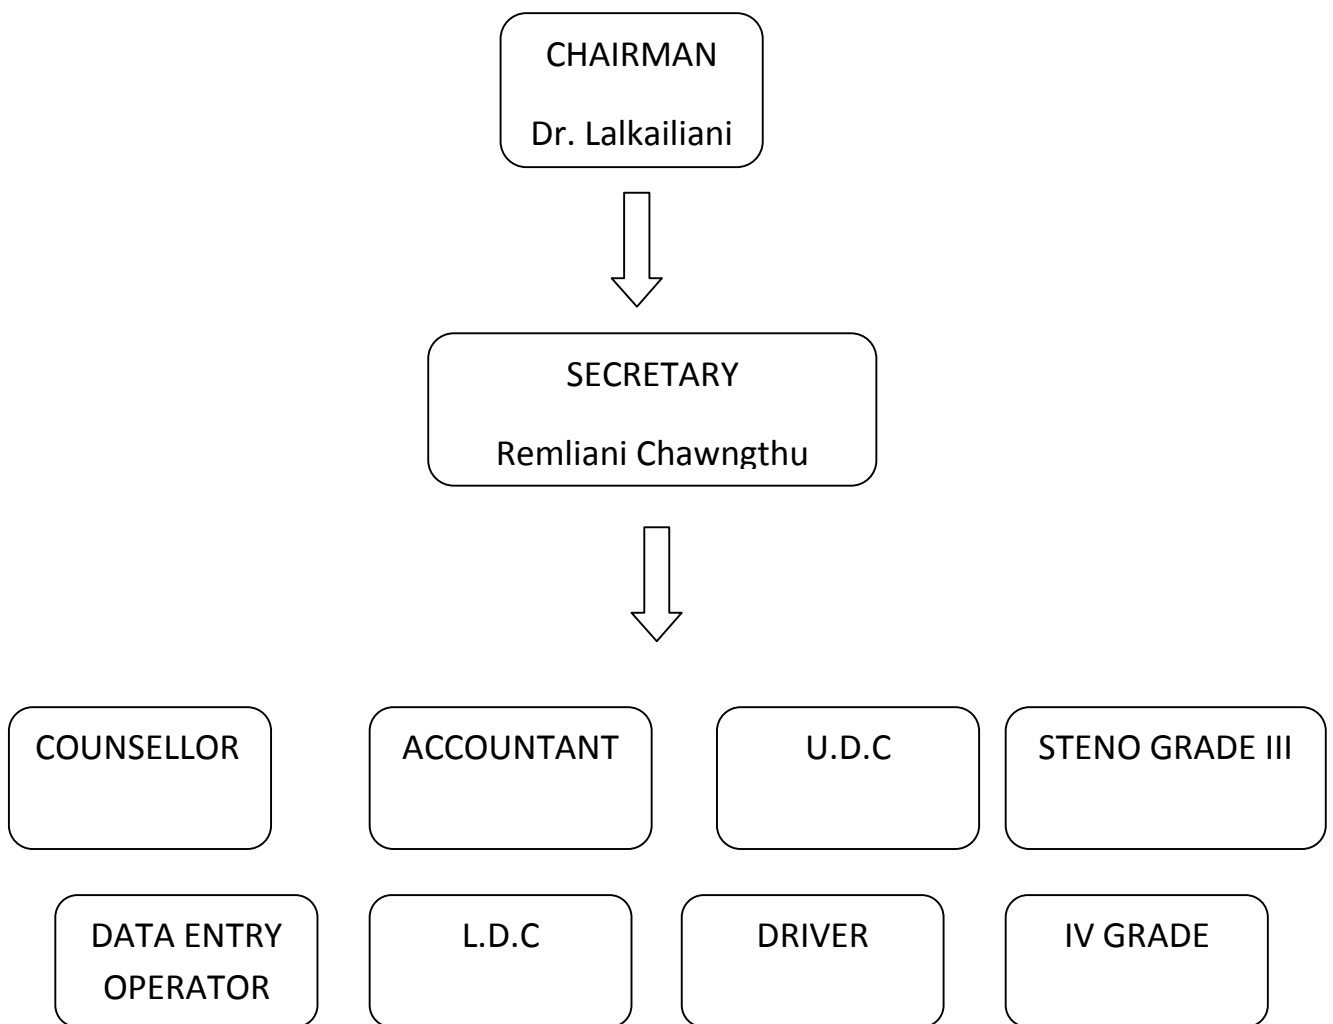 CHAIRMAN
Dr. Lalkailiani
SECRETARY
Remliani Chawngthu
COUNSELLOR
ACCOUNTANT
U.D.C
STENO GRADE III
DATA ENTRY
OPERATOR
L.D.C
DRIVER
IV GRADE